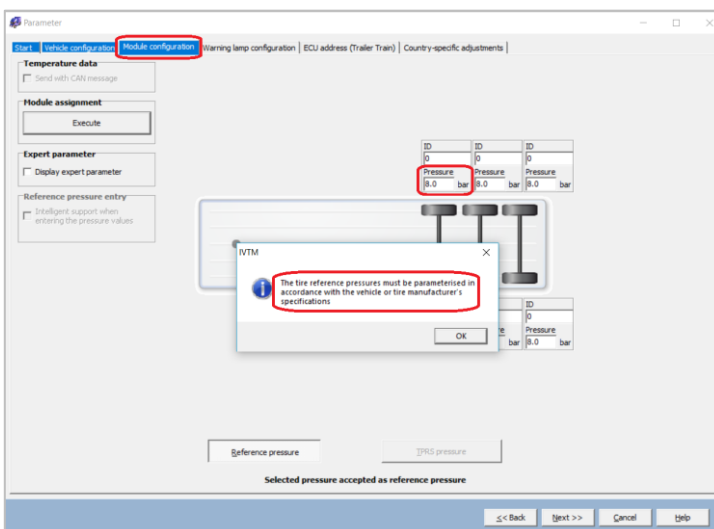 Parameter
Start Vehicle configuration Module configuration Warning lamp configuration ECU address (Trailer Train) Country-specific adjustments
Temperature data
Send with CAN message
Module assignment
Execute
Expert parameter
Display expert parameter
Reference pressure entry
Intelligent support when
entering the pressure values
ID ID ID
0 0 0
Pressure Pressure Pressure
8.0 bar 8.0 bar 8.0 bar
IVTM
The tire reference pressures must be parameterised in
accordance with the vehicle or tire manufacturer's
specifications
OK
ID
0
Pressure
bar 8.0 bar
Reference pressure TPRS pressure
Selected pressure accepted as reference pressure
<< Back Next >> Cancel Help